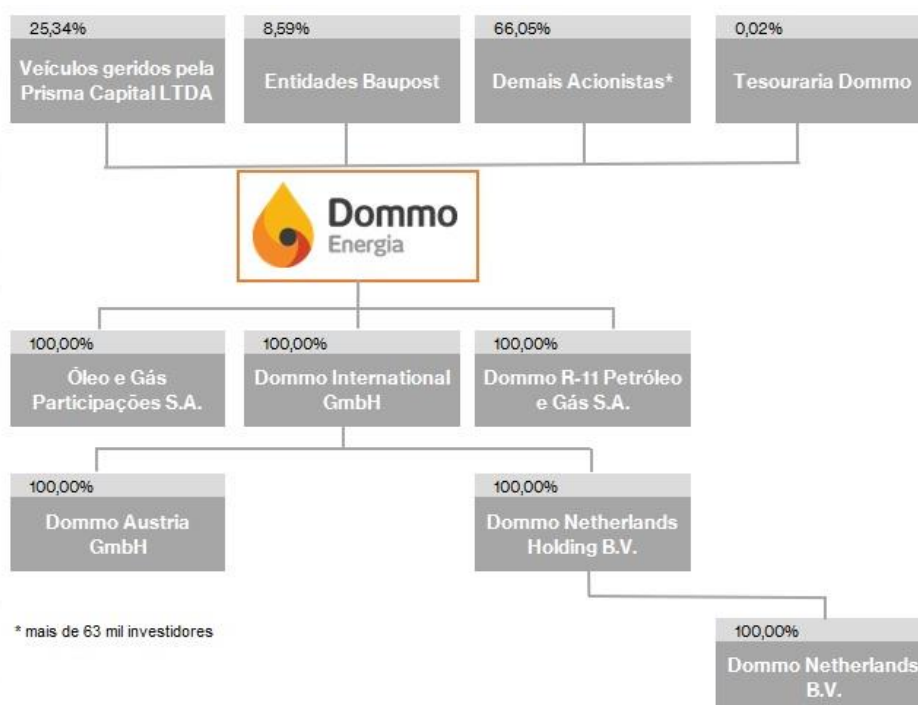 25,34%
8,59%
66,05%
0,02%
Veículos geridos pela
Prisma Capital LTDA
Entidades Baupost
Demais Acionistas*
Tesouraria Dommo
Dommo
Energia
100,00%
100,00%
100,00%
Óleo e Gás
Participações S.A.
Dommo International
GmbH
Dommo R-11 Petróleo
e Gás S.A.
100,00%
100,00%
Dommo Austria
GmbH
Dommo Netherlands
Holding B.V.
* mais de 63 mil investidores
100,00%
Dommo Netherlands
B.V.